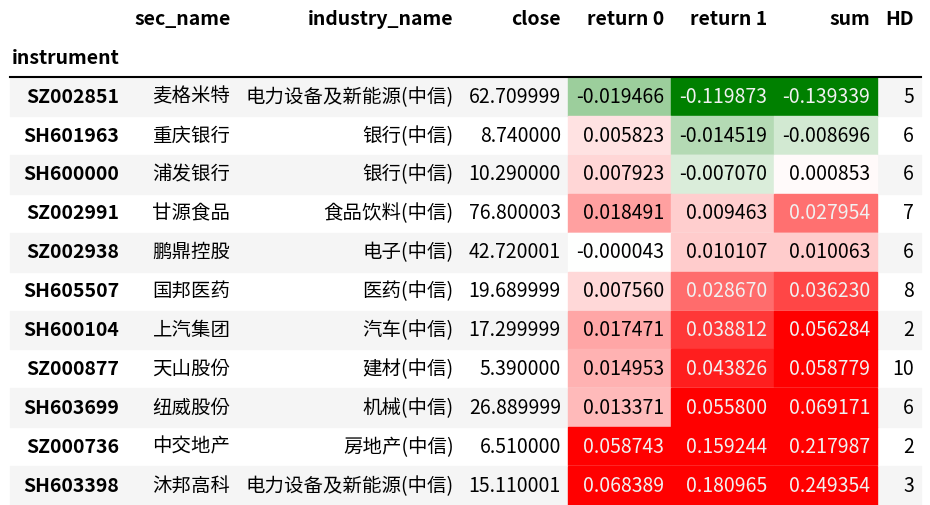 sec_name industry_name close return 0 return 1 sum HD
instrument
SZ002851 麦格米特 电力设备及新能源(中信) 62.709999 -0.019466 -0.119873 -0.139339 5
SH601963 重庆银行 银行(中信) 8.740000 0.005823 -0.014519 -0.008696 6
SH600000 浦发银行 银行(中信) 10.290000 0.007923 -0.007070 0.000853 6
SZ002991 甘源食品 食品饮料(中信) 76.800003 0.018491 0.009463 0.027954 7
SZ002938 鹏鼎控股 电子(中信) 42.720001 -0.000043 0.010107 0.010063 6
SH605507 国邦医药 医药(中信) 19.689999 0.007560 0.028670 0.036230 8
SH600104 上汽集团 汽车(中信) 17.299999 0.017471 0.038812 0.056284 2
SZ000877 天山股份 建材(中信) 5.390000 0.014953 0.043826 0.058779 10
SH603699 纽威股份 机械(中信) 26.889999 0.013371 0.055800 0.069171 6
SZ000736 中交地产 房地产(中信) 6.510000 0.058743 0.159244 0.217987 2
SH603398 沐邦高科 电力设备及新能源(中信) 15.110001 0.068389 0.180965 0.249354 3